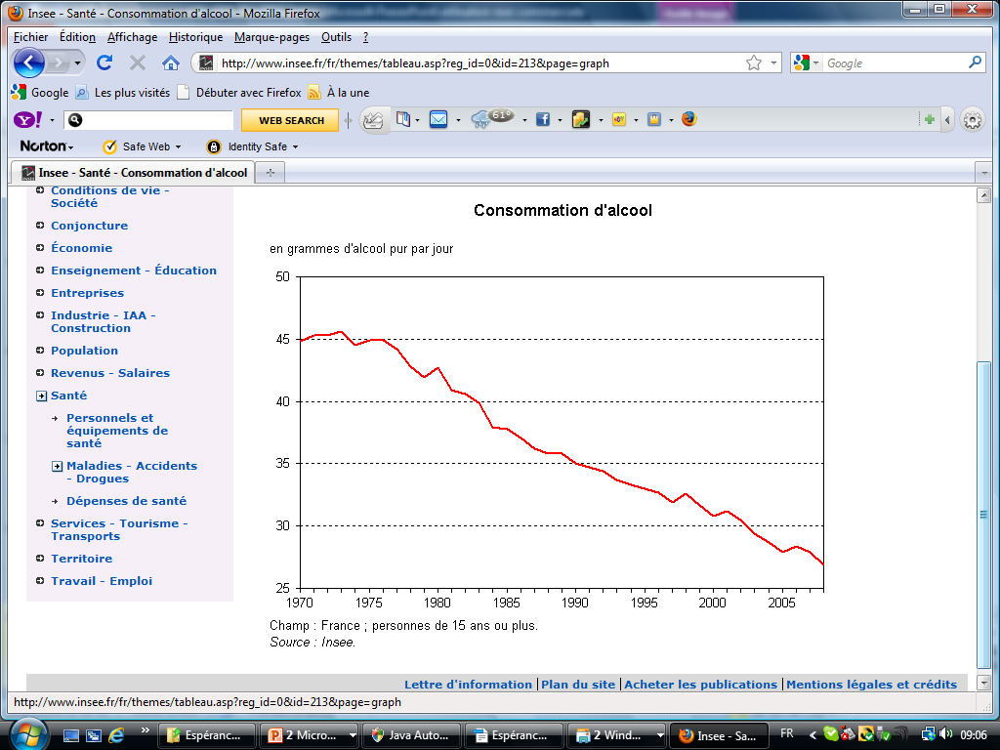 Insee - Santé - Consommation d'alcool - Mozilla Firefox
Fichier Édition Affichage Historique Marque-pages Outils ?
http://www.insee.fr/fr/themes/tableau.asp?reg_id=0&id=213&page=graph
Google
Google Les plus visités Débuter avec Firefox À la une
Y! WEB SEARCH 61°
Norton Safe Web Identity Safe
Insee - Santé - Consommation d'alcool
Conditions de vie -
Société
Conjoncture
Économie
Enseignement - Éducation
Entreprises
Industrie - IAA -
Construction
Population
Revenus - Salaires
Santé
Personnels et
équipements de
santé
Maladies - Accidents
- Drogues
Dépenses de santé
Services - Tourisme -
Transports
Territoire
Travail - Emploi
Consommation d'alcool
en grammes d'alcool pur par jour
50
45
40
35
30
25
1970 1975 1980 1985 1990 1995 2000 2005
Champ : France ; personnes de 15 ans ou plus.
Source : Insee.
Lettre d'information | Plan du site | Acheter les publications | Mentions légales et crédits
http://www.insee.fr/fr/themes/tableau.asp?reg_id=0&id=213&page=graph
Espéranc... 2 Micro... Java Auto... Espéranc... 2 Wind... Insee - Sa... FR 09:06